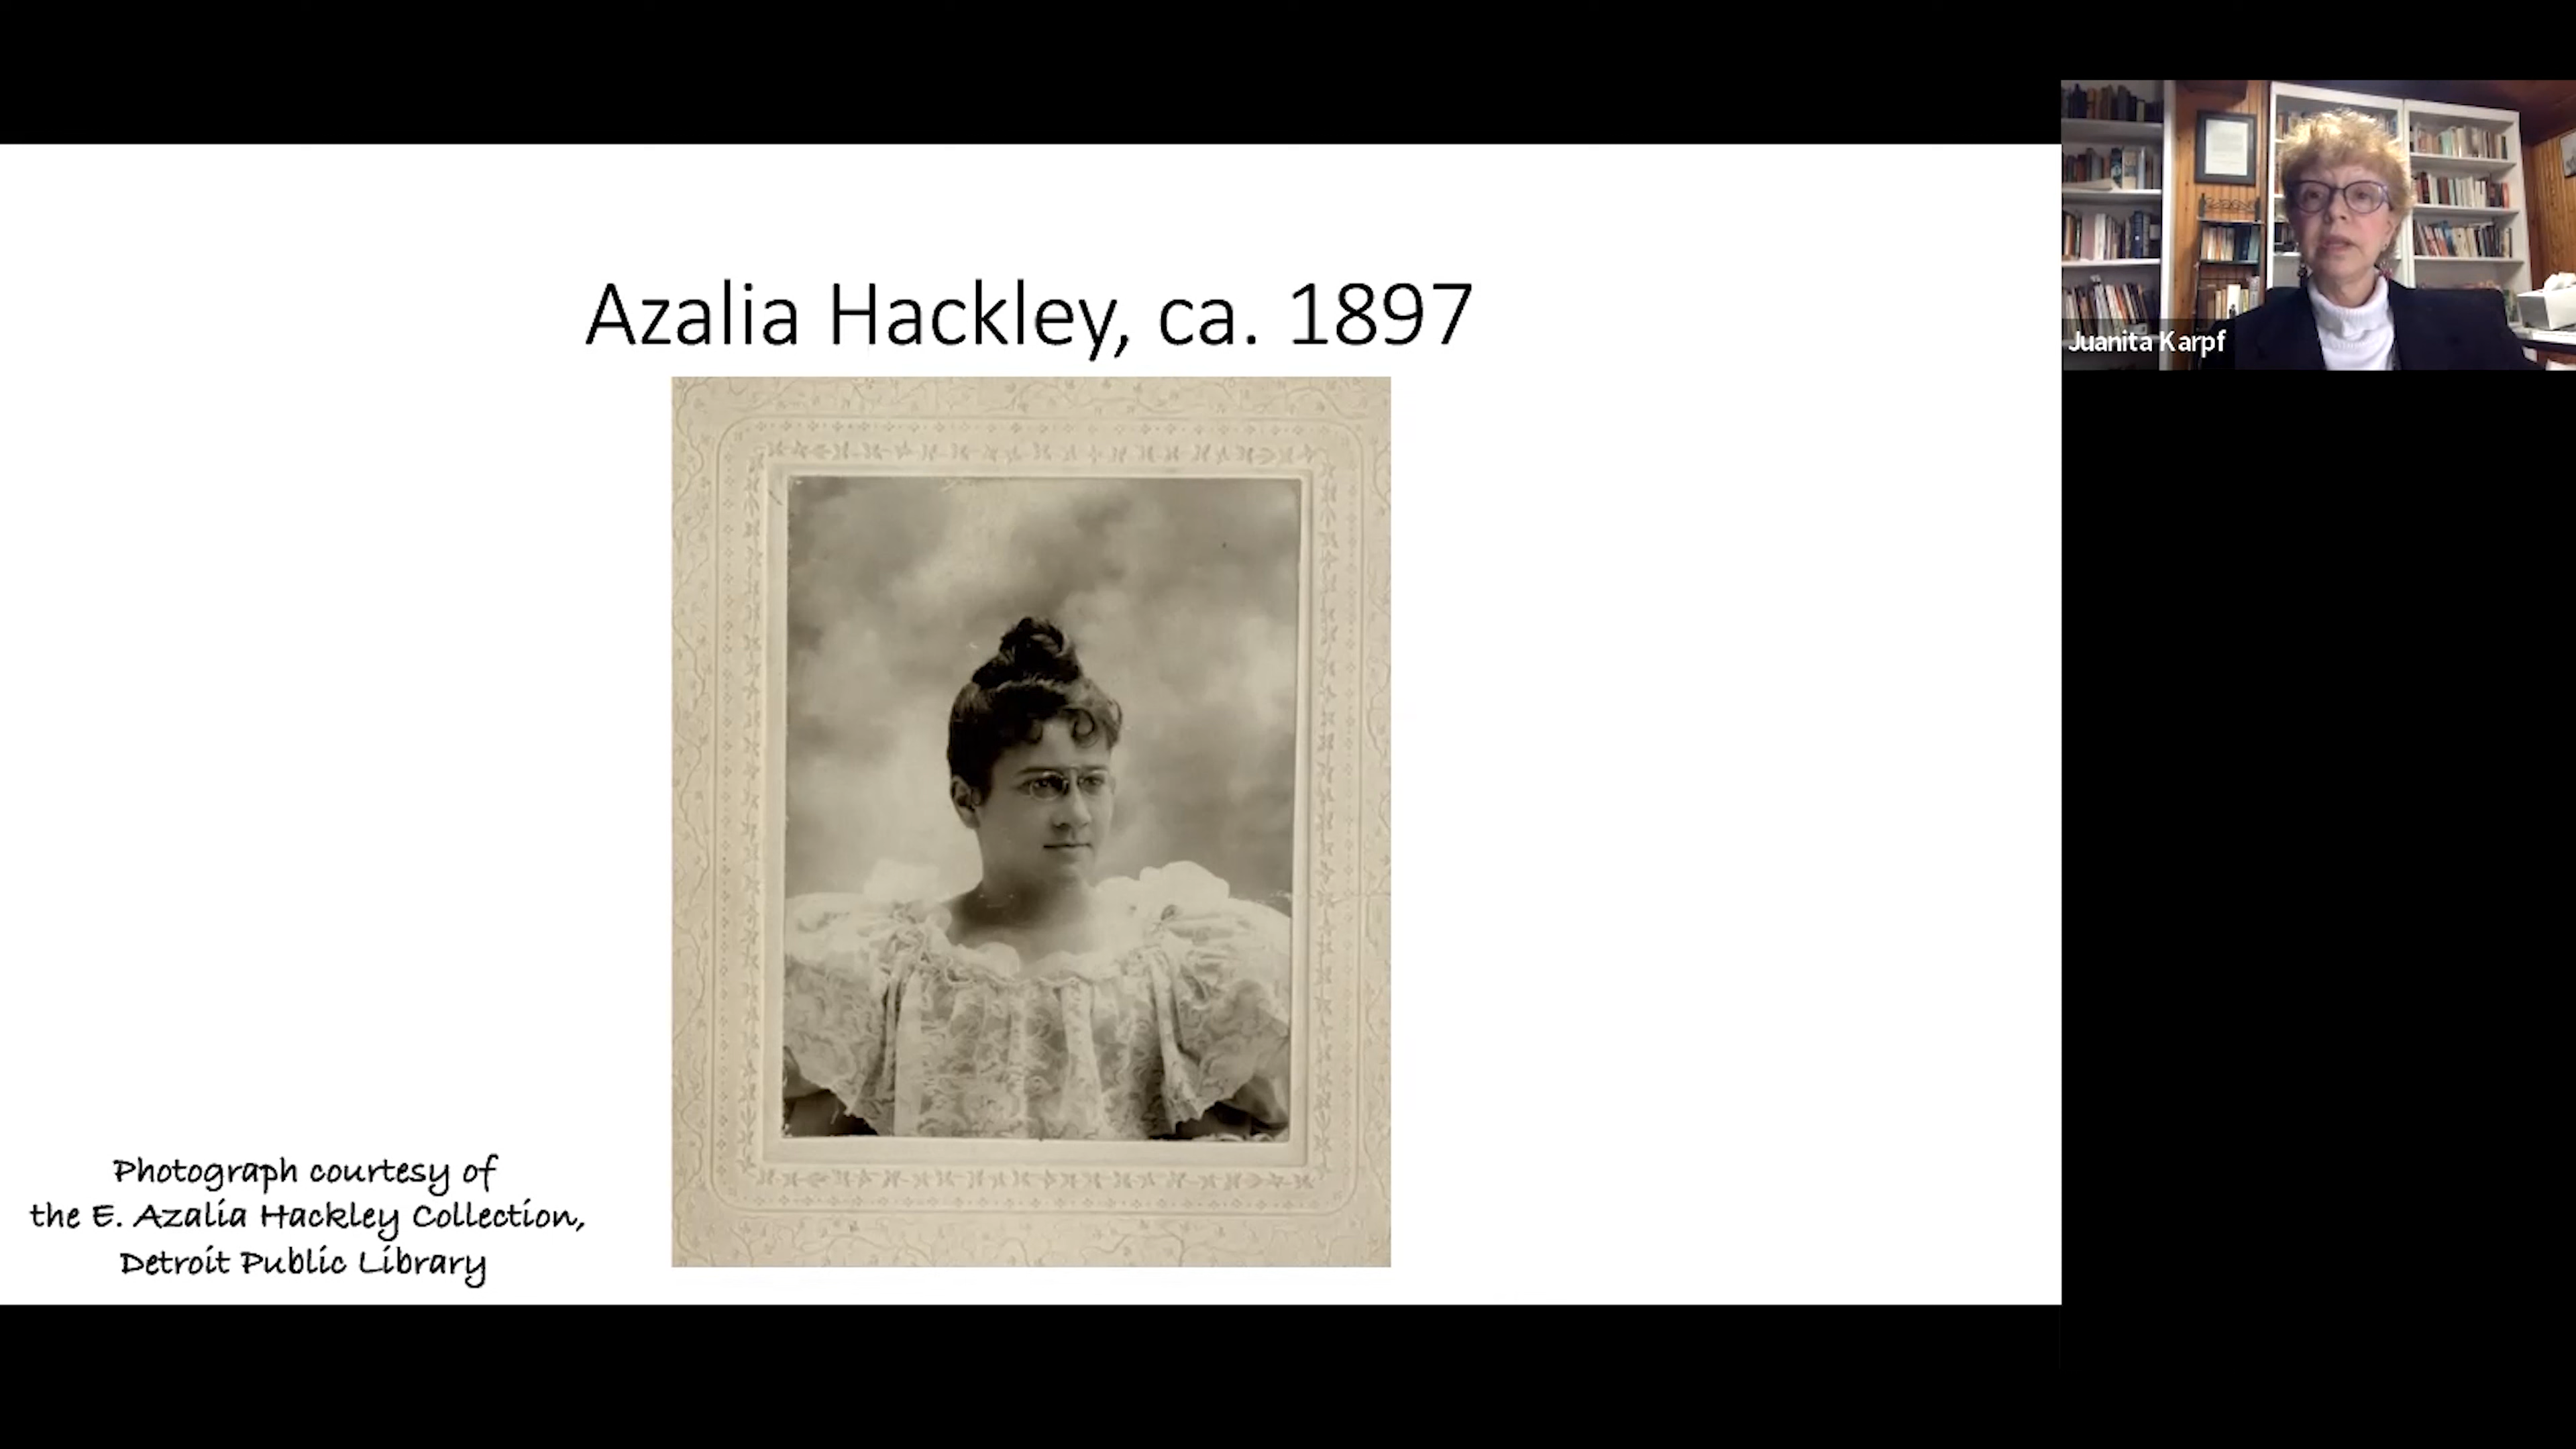 Azalia Hackley, ca. 1897
Juanita Karpf
Photograph courtesy of
the E. Azalia Hackley Collection,
Detroit Public Library